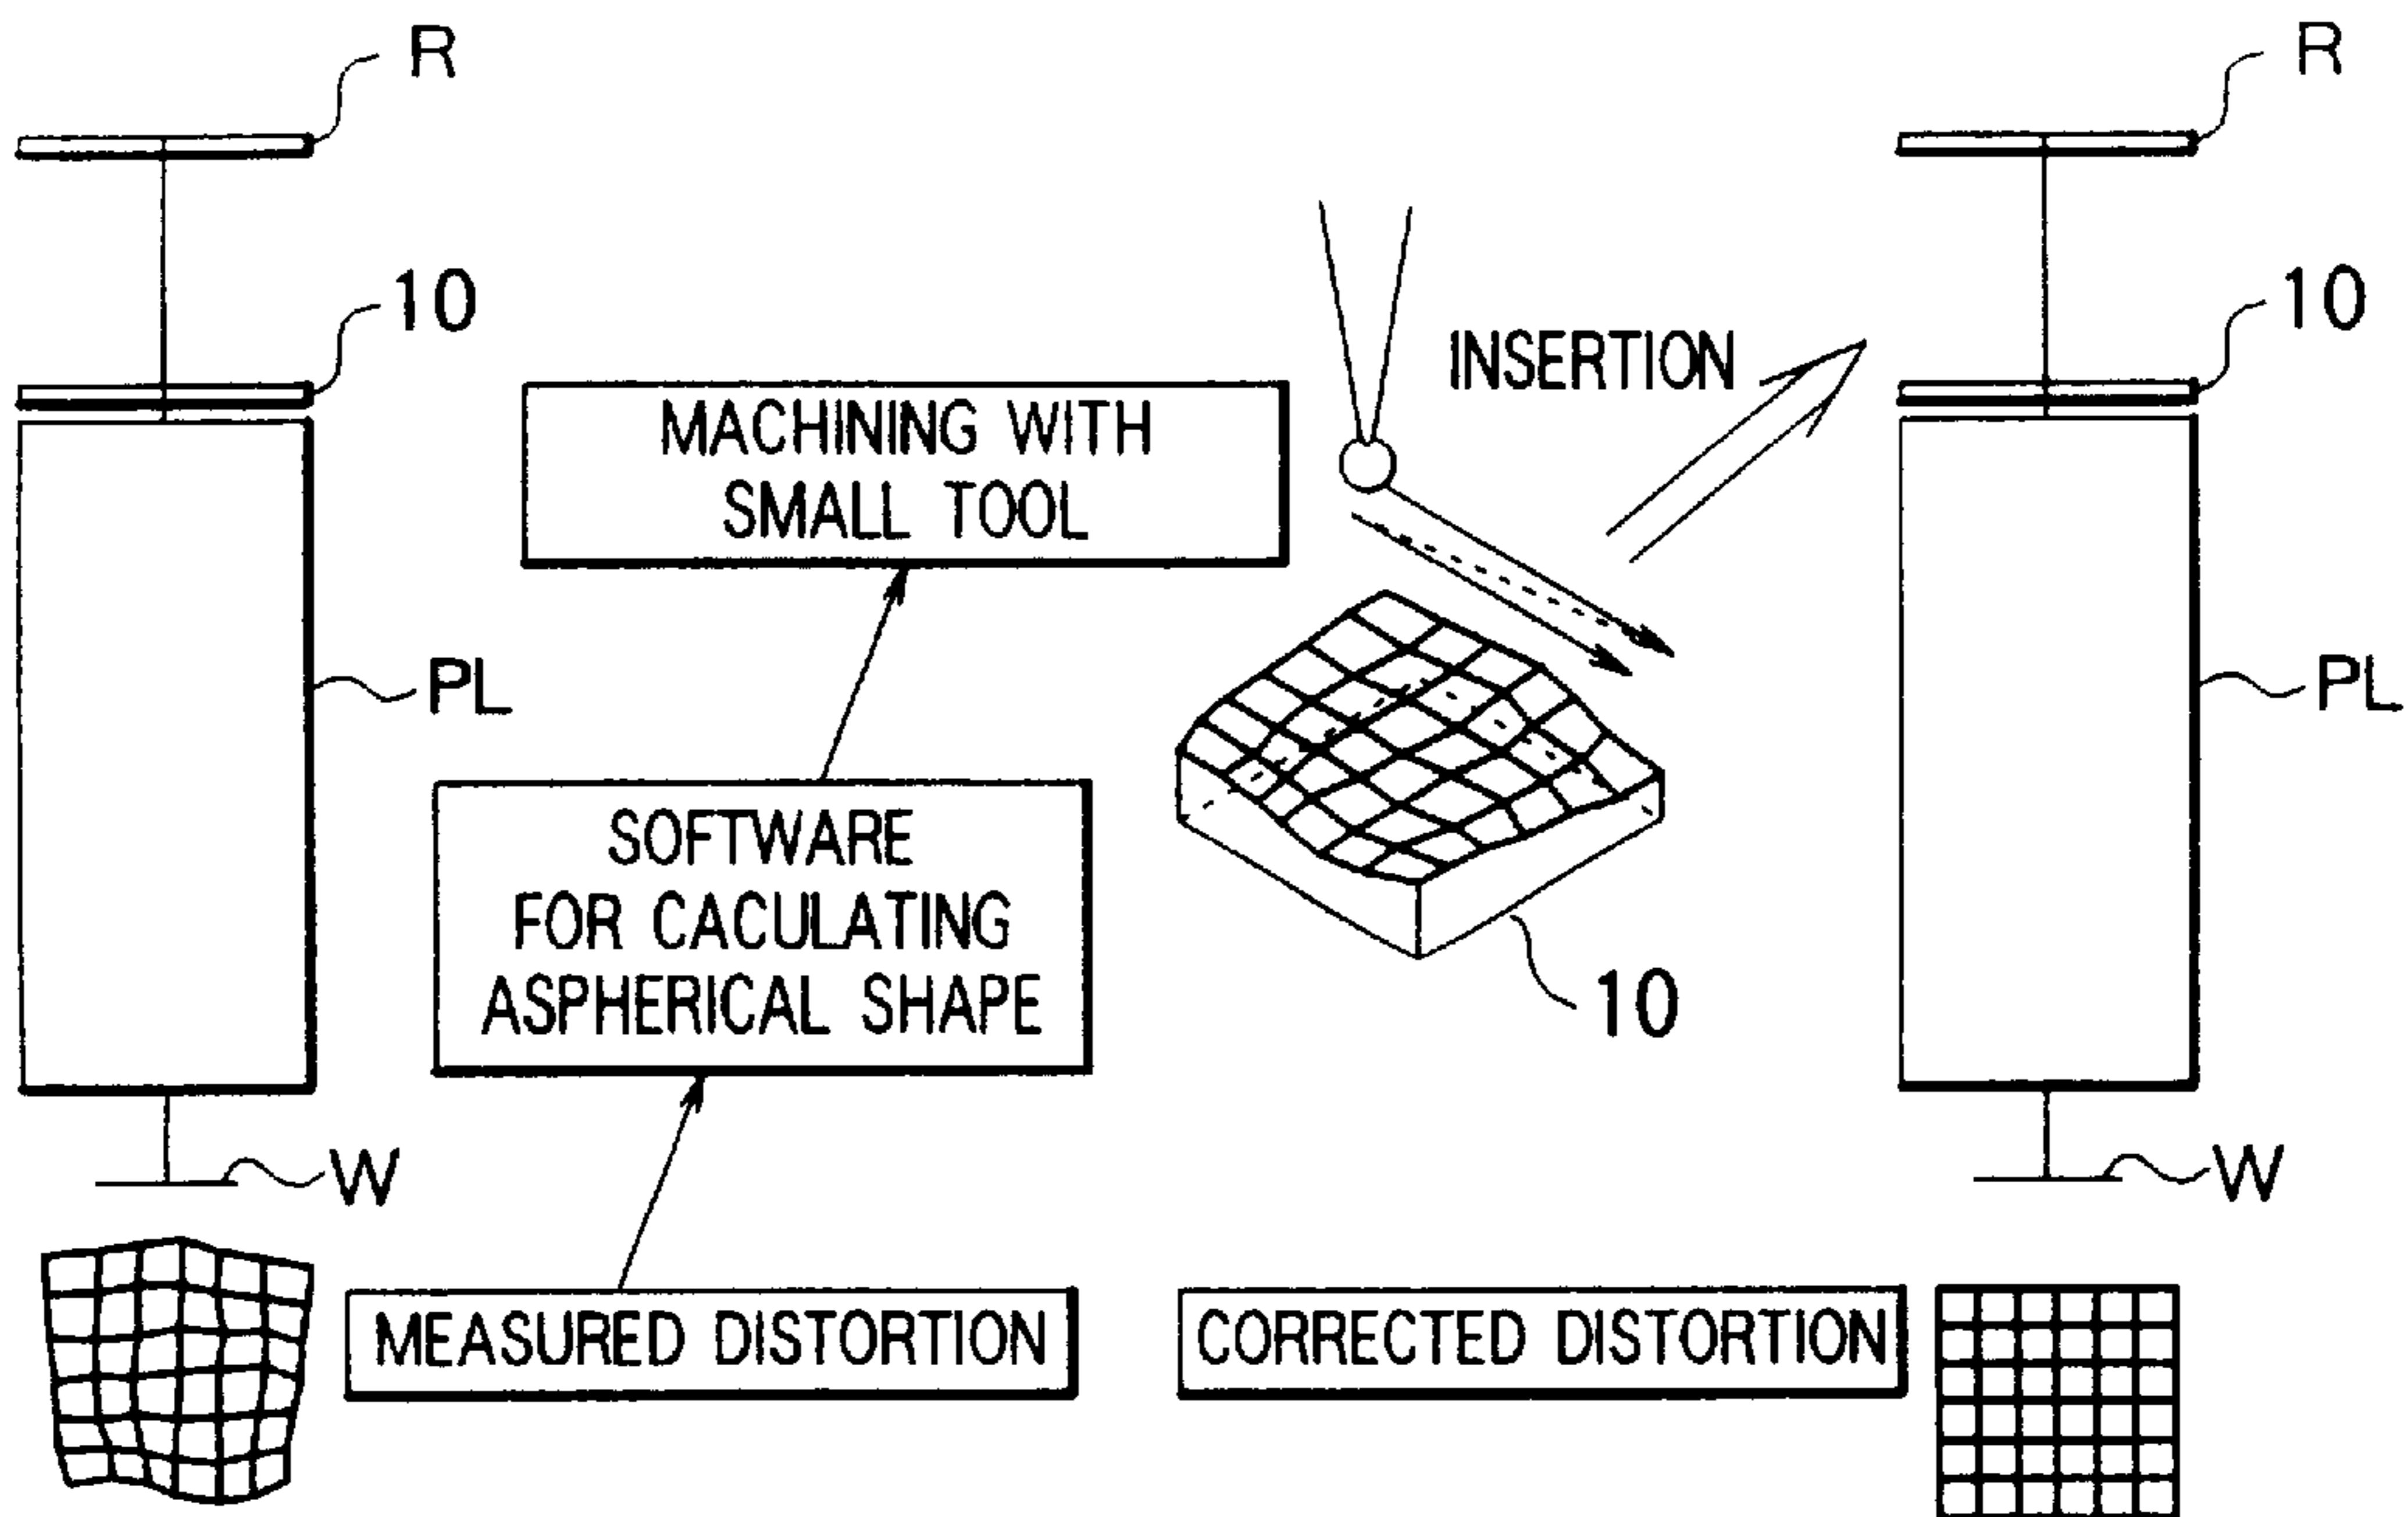 R
R
10
10
INSERTION
MACHINING WITH
SMALL TOOL
PL
PL
SOFTWARE
FOR CACULATING
ASPHERICAL SHAPE
10
W
W
MEASURED DISTORTION
CORRECTED DISTORTION